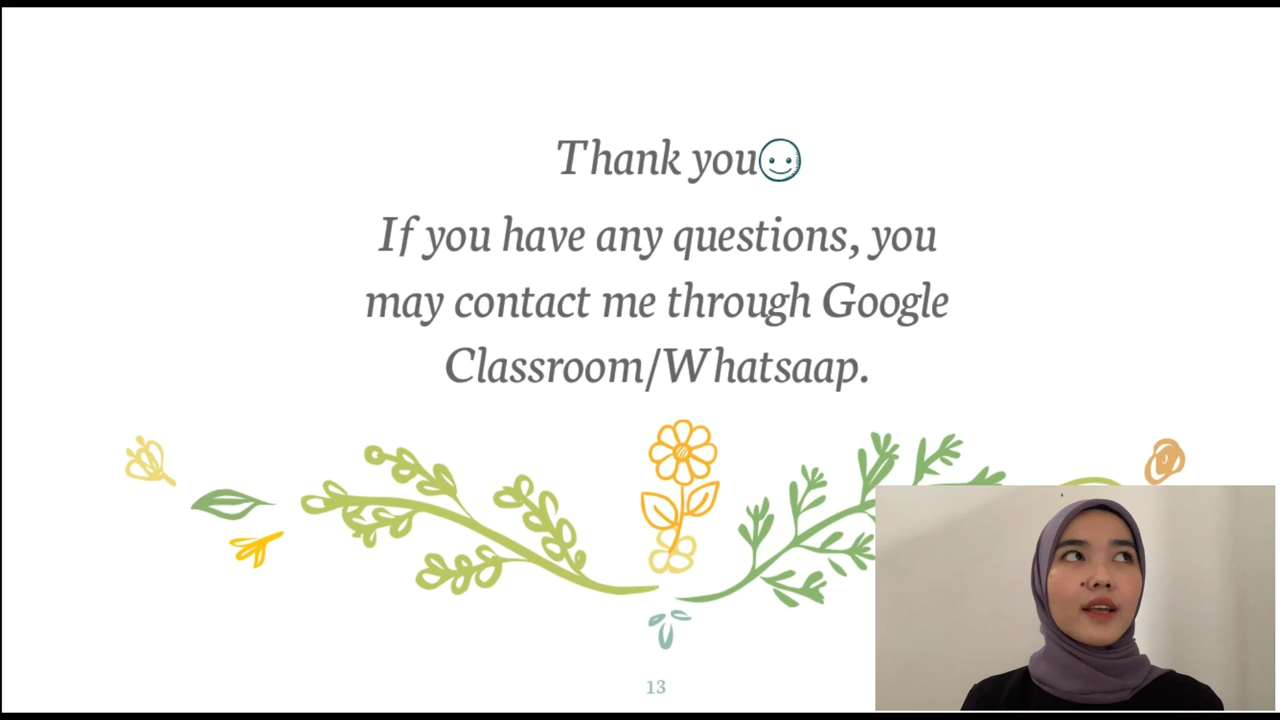 Thank you
If you have any questions, you
may contact me through Google
Classroom/Whatsaap.
13